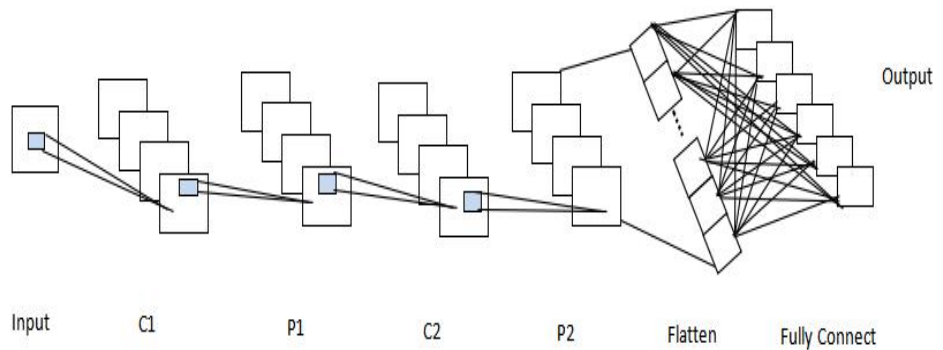 Output
Input
C1
P1
C2
P2
Flatten
Fully Connect